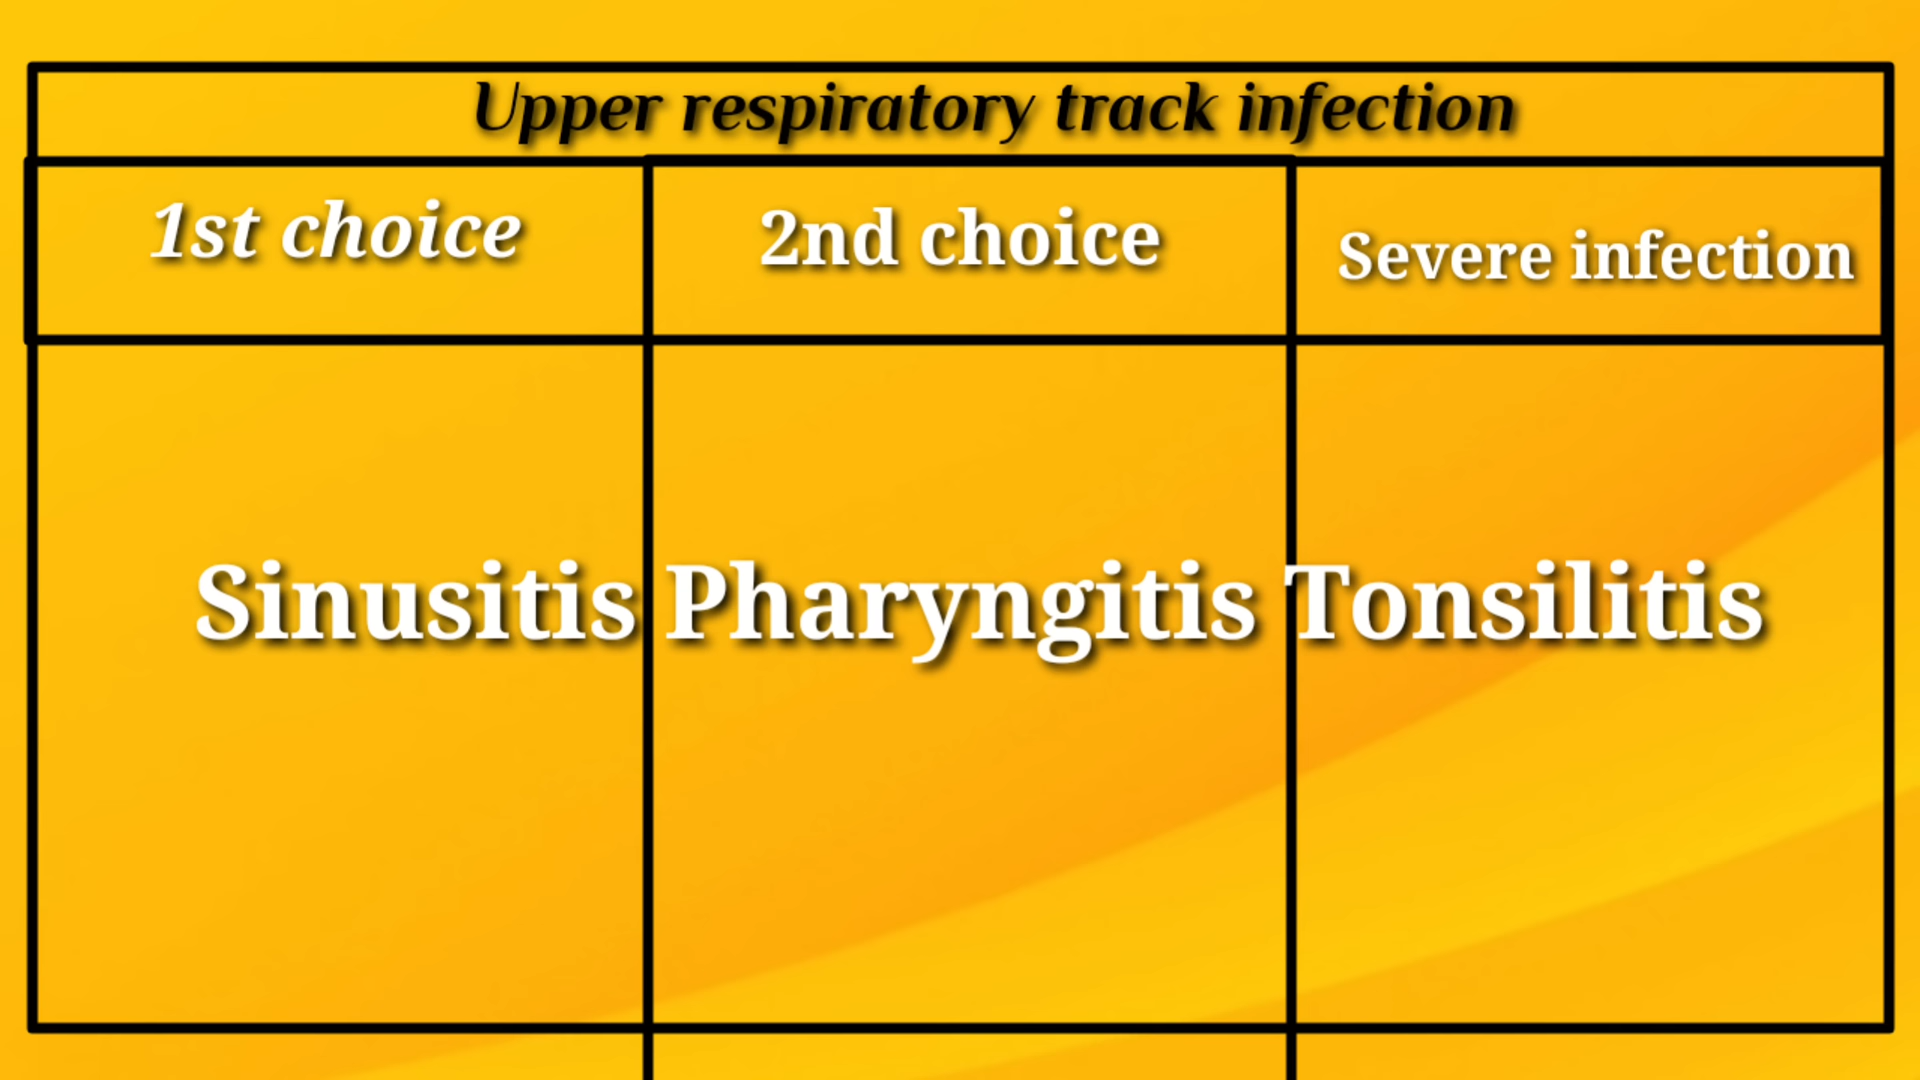 Upper respiratory track infection
1st choice
2nd choice
Severe infection
Sinusitis Pharyngitis Tonsilitis